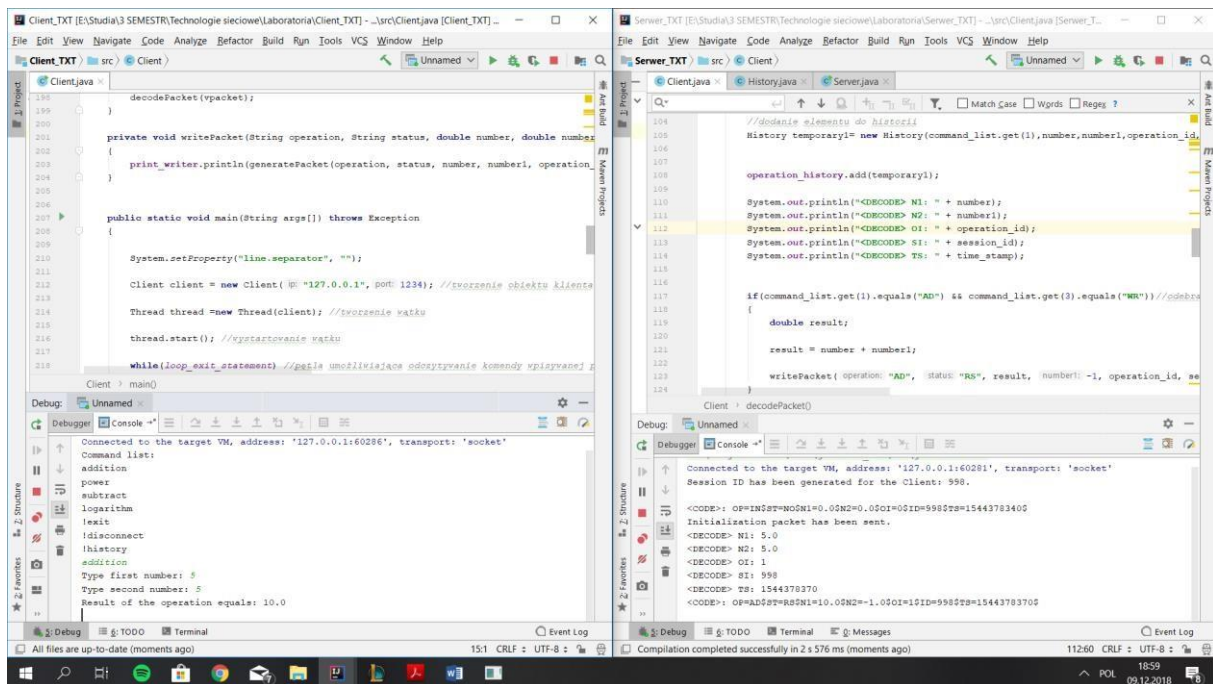 Client_TXT [E:\Studia\3 SEMESTR\Technologie sieciowe\Laboratoria\Client_TXT] - ...\src\Client.java [Client_TXT] ...
File Edit View Navigate Code Analyze Refactor Build Run Tools VCS Window Help
Client_TXT src Client
Unnamed
Client.java
1: Project
Ant Build
Maven Projects
198 decodePacket(vpacket);
199 }
200
201 private void writePacket(String operation, String status, double number, double number
202 {
203 print_writer.println(generatePacket(operation, status, number, number1, operation_
204 }
205
206
207 public static void main(String args[]) throws Exception
208 {
209
210 System.setProperty("line.separator", "");
211
212 Client client = new Client( ip: "127.0.0.1", port: 1234); //tworzenie obiektu klienta
213
214 Thread thread =new Thread(client); //tworzenie wątku
215
216 thread.start(); //wystartowanie wątku
217
218 while(loop_exit_statement) //pętla umożliwiająca odczytywanie komendy wpisywanej p
Client main()
Debug: Unnamed
Debugger Console
Connected to the target VM, address: '127.0.0.1:60286', transport: 'socket'
Command list:
addition
power
subtract
logarithm
!exit
!disconnect
!history
addition
Type first number: 5
Type second number: 5
Result of the operation equals: 10.0
Z: Structure
2: Favorites
5: Debug 6: TODO Terminal Event Log
All files are up-to-date (moments ago) 15:1 CRLF UTF-8
Serwer_TXT [E:\Studia\3 SEMESTR\Technologie sieciowe\Laboratoria\Serwer_TXT] - ...\src\Client.java [Serwer_T...
File Edit View Navigate Code Analyze Refactor Build Run Tools VCS Window Help
Serwer_TXT src Client
Unnamed
Client.java History.java Server.java
Match Case Words Regex ?
1: Project
Ant Build
Maven Projects
104 //dodanie elementu do historii
105 History temporary1= new History(command_list.get(1),number,number1,operation_id,
106
107
108 operation_history.add(temporary1);
109
110 System.out.println("<DECODE> N1: " + number);
111 System.out.println("<DECODE> N2: " + number1);
112 System.out.println("<DECODE> OI: " + operation_id);
113 System.out.println("<DECODE> SI: " + session_id);
114 System.out.println("<DECODE> TS: " + time_stamp);
115
116
117 if(command_list.get(1).equals("AD") && command_list.get(3).equals("WR"))//odebra
118 {
119 double result;
120
121 result = number + number1;
122
123 writePacket( operation: "AD", status: "RS", result, number1: -1, operation_id, se
124 }
Client decodePacket()
Debug: Unnamed
Debugger Console
Connected to the target VM, address: '127.0.0.1:60281', transport: 'socket'
Session ID has been generated for the Client: 998.
<CODE>: OP=IN$ST=NO$N1=0.0$N2=0.0$OI=0$ID=998$TS=1544378340$
Initialization packet has been sent.
<DECODE> N1: 5.0
<DECODE> N2: 5.0
<DECODE> OI: 1
<DECODE> SI: 998
<DECODE> TS: 1544378370
<CODE>: OP=AD$ST=RS$N1=10.0$N2=-1.0$OI=1$ID=998$TS=1544378370$
Z: Structure
2: Favorites
5: Debug 6: TODO Terminal 0: Messages Event Log
Compilation completed successfully in 2 s 576 ms (moments ago) 112:60 CRLF UTF-8
POL 18:59
09.12.2018